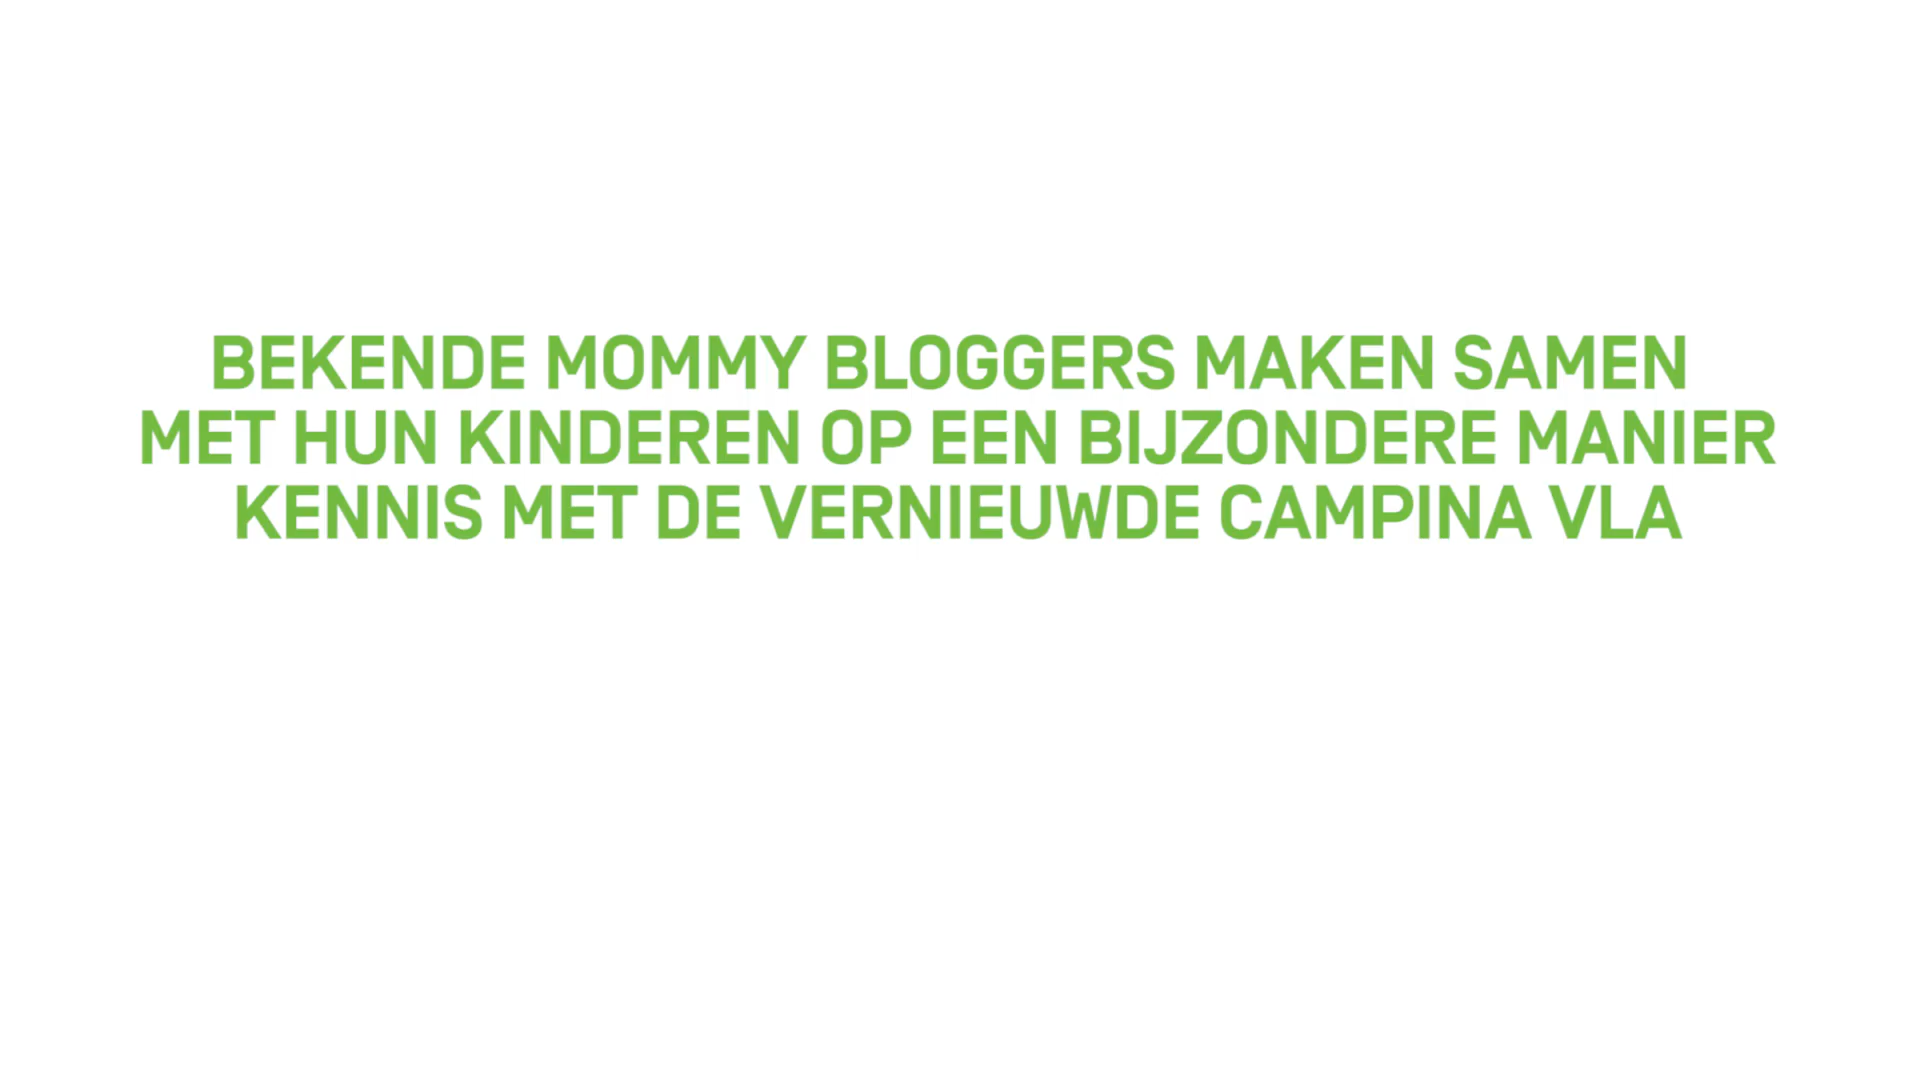 BEKENDE MOMMY BLOGGERS MAKEN SAMEN
MET HUN KINDEREN OP EEN BIJZONDERE MANIER
KENNIS MET DE VERNIEUWDE CAMPINA VLA